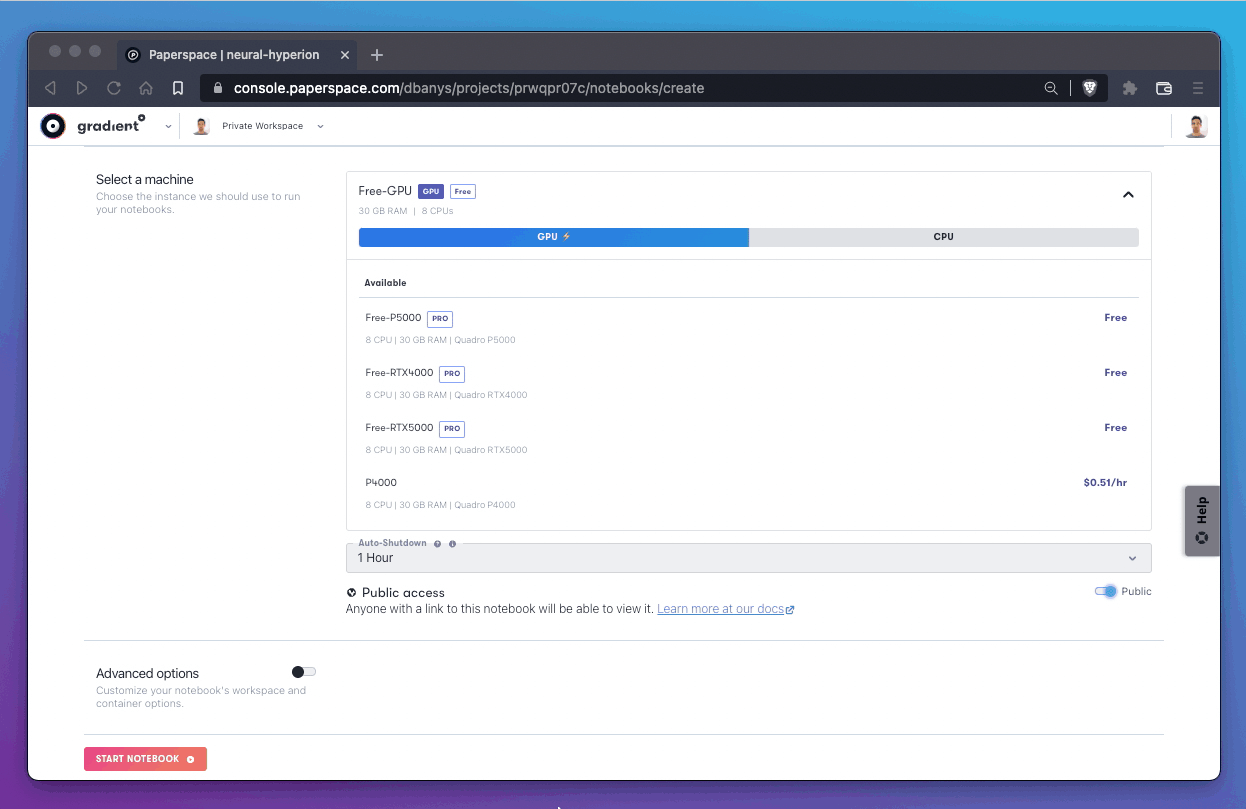 Paperspace | neural-hyperion
console.paperspace.com/dbanys/projects/prwqpr07c/notebooks/create
gradient
Private Workspace
Select a machine
Choose the instance we should use to run
your notebooks.
Free-GPU GPU Free
30 GB RAM | 8 CPUs
GPU ⚡ CPU
Available
Free-P5000 PRO Free
8 CPU | 30 GB RAM | Quadro P5000
Free-RTX4000 PRO Free
8 CPU | 30 GB RAM | Quadro RTX4000
Free-RTX5000 PRO Free
8 CPU | 30 GB RAM | Quadro RTX5000
P4000 $0.51/hr
8 CPU | 30 GB RAM | Quadro P4000
Help
Auto-Shutdown
1 Hour
Public access
Public
Anyone with a link to this notebook will be able to view it. Learn more at our docs
Advanced options
Customize your notebook's workspace and
container options.
START NOTEBOOK